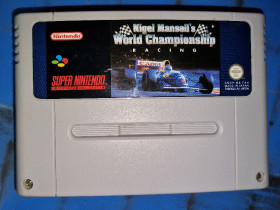 Nintendo
Nigel Mansell's
World Championship
RACING
SUPER NINTENDO